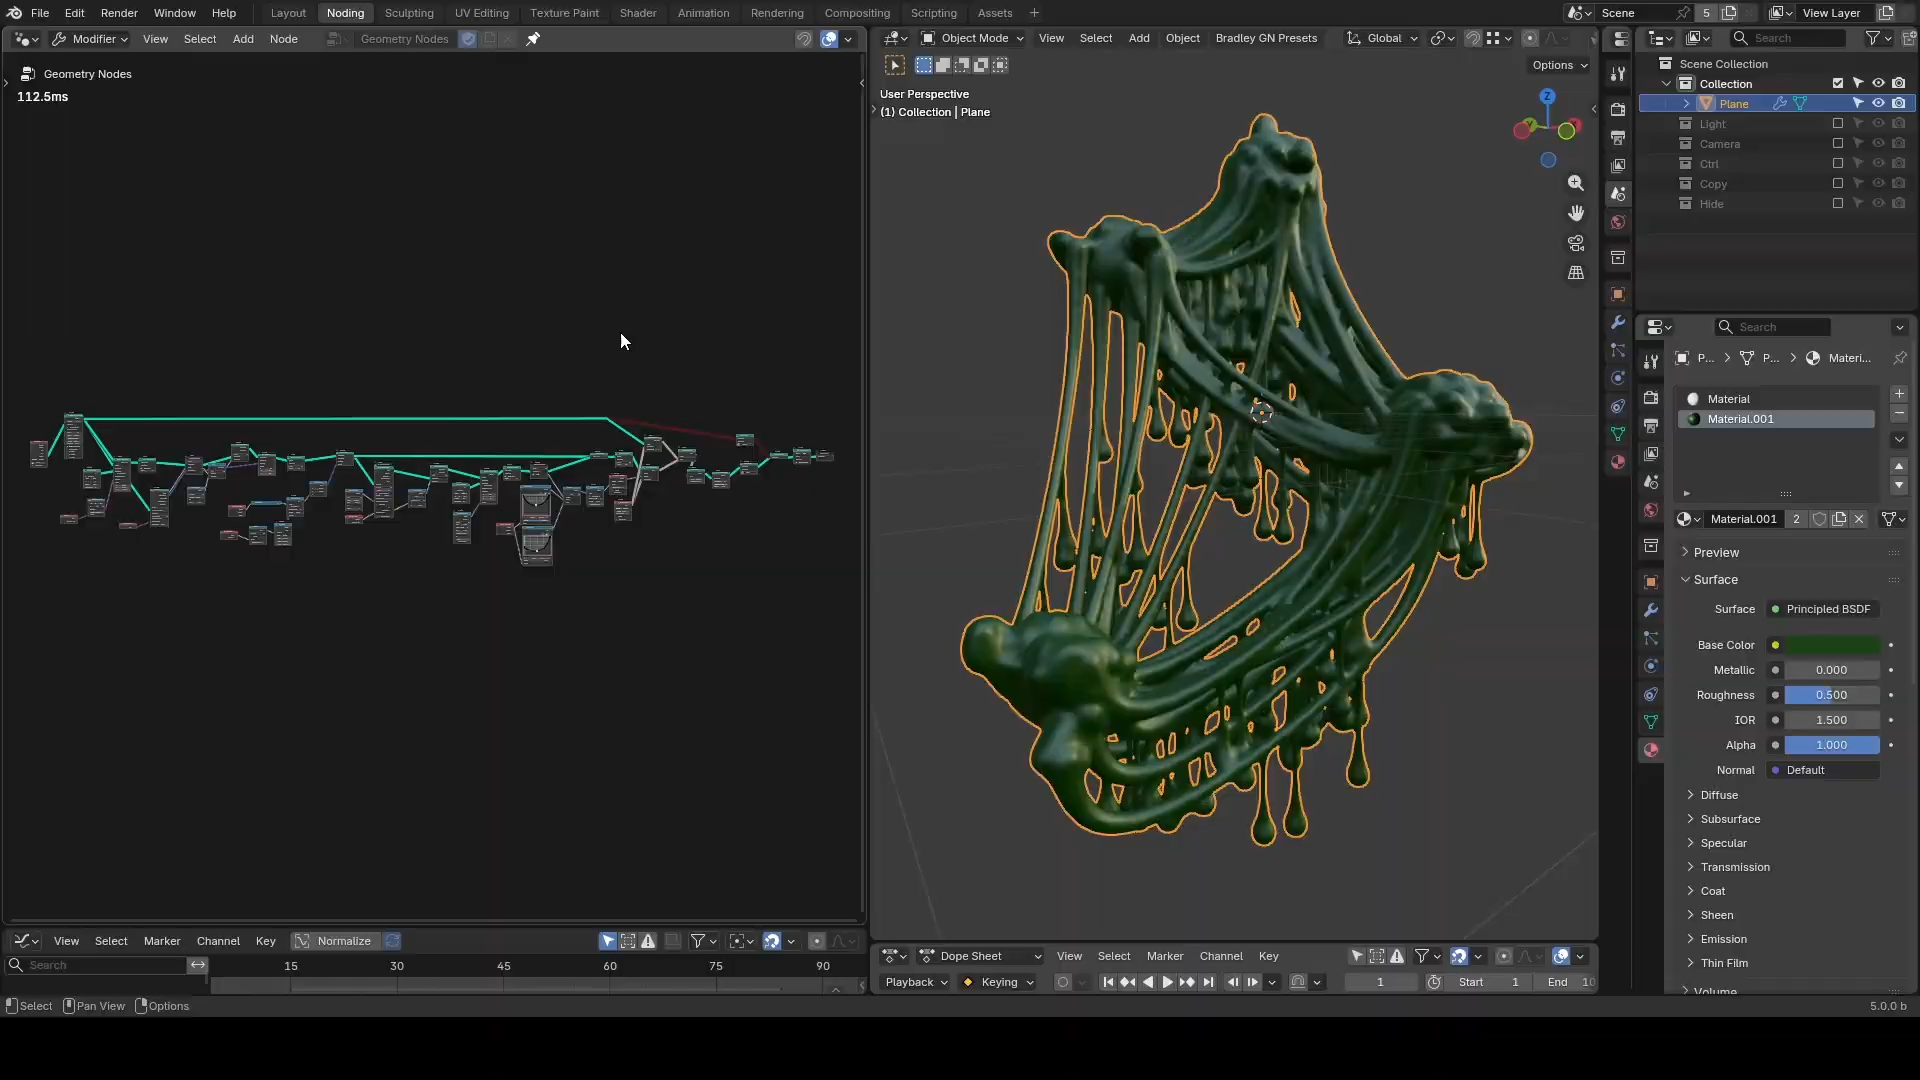 File Edit Render Window Help Layout Noding Sculpting UV Editing Texture Paint Shader Animation Rendering Compositing Scripting Assets + Scene 5 View Layer
Modifier View Select Add Node Geometry Nodes
Object Mode View Select Add Object Bradley GN Presets Global
Search
Options
Geometry Nodes
112.5ms
User Perspective
(1) Collection | Plane
Z
Scene Collection
Collection
Plane
Light
Camera
Ctrl
Copy
Hide
Search
P... P... Materi...
Material
Material.001
Material.001 2
Preview
Surface
Surface Principled BSDF
Base Color
Metallic 0.000
Roughness 0.500
IOR 1.500
Alpha 1.000
Normal Default
Diffuse
Subsurface
Specular
Transmission
Coat
Sheen
Emission
Thin Film
Volume
View Select Marker Channel Key Normalize
Search 15 30 45 60 75 90
Dope Sheet View Select Marker Channel Key
Playback Keying 1 Start 1 End 10
Select Pan View Options 5.0.0 b